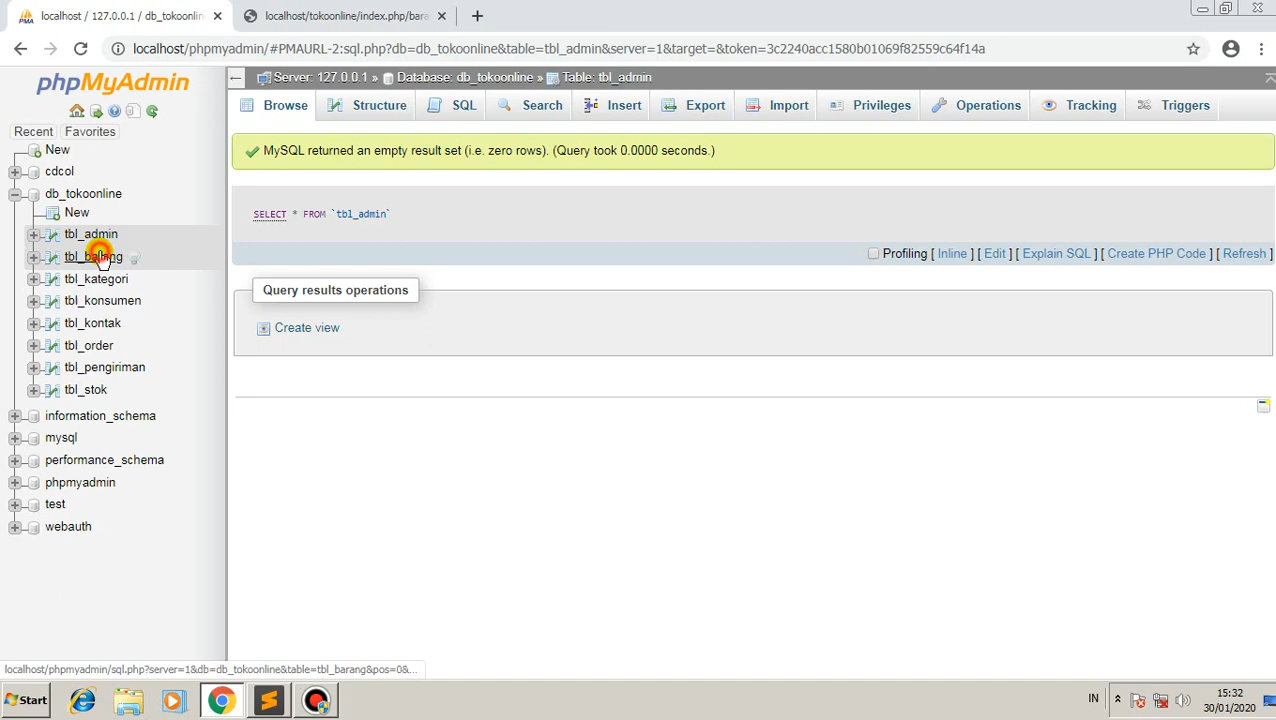 localhost / 127.0.0.1 / db_tokoonlin
localhost/tokoonline/index.php/bara
localhost/phpmyadmin/#PMAURL-2:sql.php?db=db_tokoonline&table=tbl_admin&server=1&target=&token=3c2240acc1580b01069f52559c64f14a
phpMyAdmin
Recent
Favorites
New
cdcol
db_tokoonline
New
tbl_admin
tbl_barang
tbl_kategori
tbl_konsumen
tbl_kontak
tbl_order
tbl_pengiriman
tbl_stok
information_schema
mysql
performance_schema
phpmyadmin
test
webauth
Server: 127.0.0.1 » Database: db_tokoonline » Table: tbl_admin
Browse Structure SQL Search Insert Export Import Privileges Operations Tracking Triggers
MySQL returned an empty result set (i.e. zero rows). (Query took 0.0000 seconds.)
SELECT * FROM `tbl_admin`
Profiling [ Inline ] [ Edit ] [ Explain SQL ] [ Create PHP Code ] [ Refresh ]
Query results operations
Create view
localhost/phpmyadmin/sql.php?server=1&db=db_tokoonline&table=tbl_barang&pos=0&...
Start
IN
15:32
30/01/2020